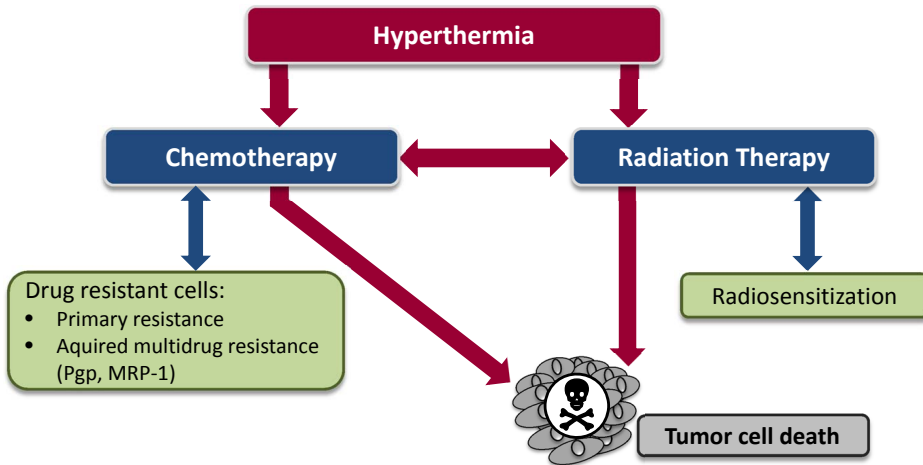 Hyperthermia
Chemotherapy
Radiation Therapy
Drug resistant cells:
• Primary resistance
• Aquired multidrug resistance
(Pgp, MRP-1)
Radiosensitization
Tumor cell death